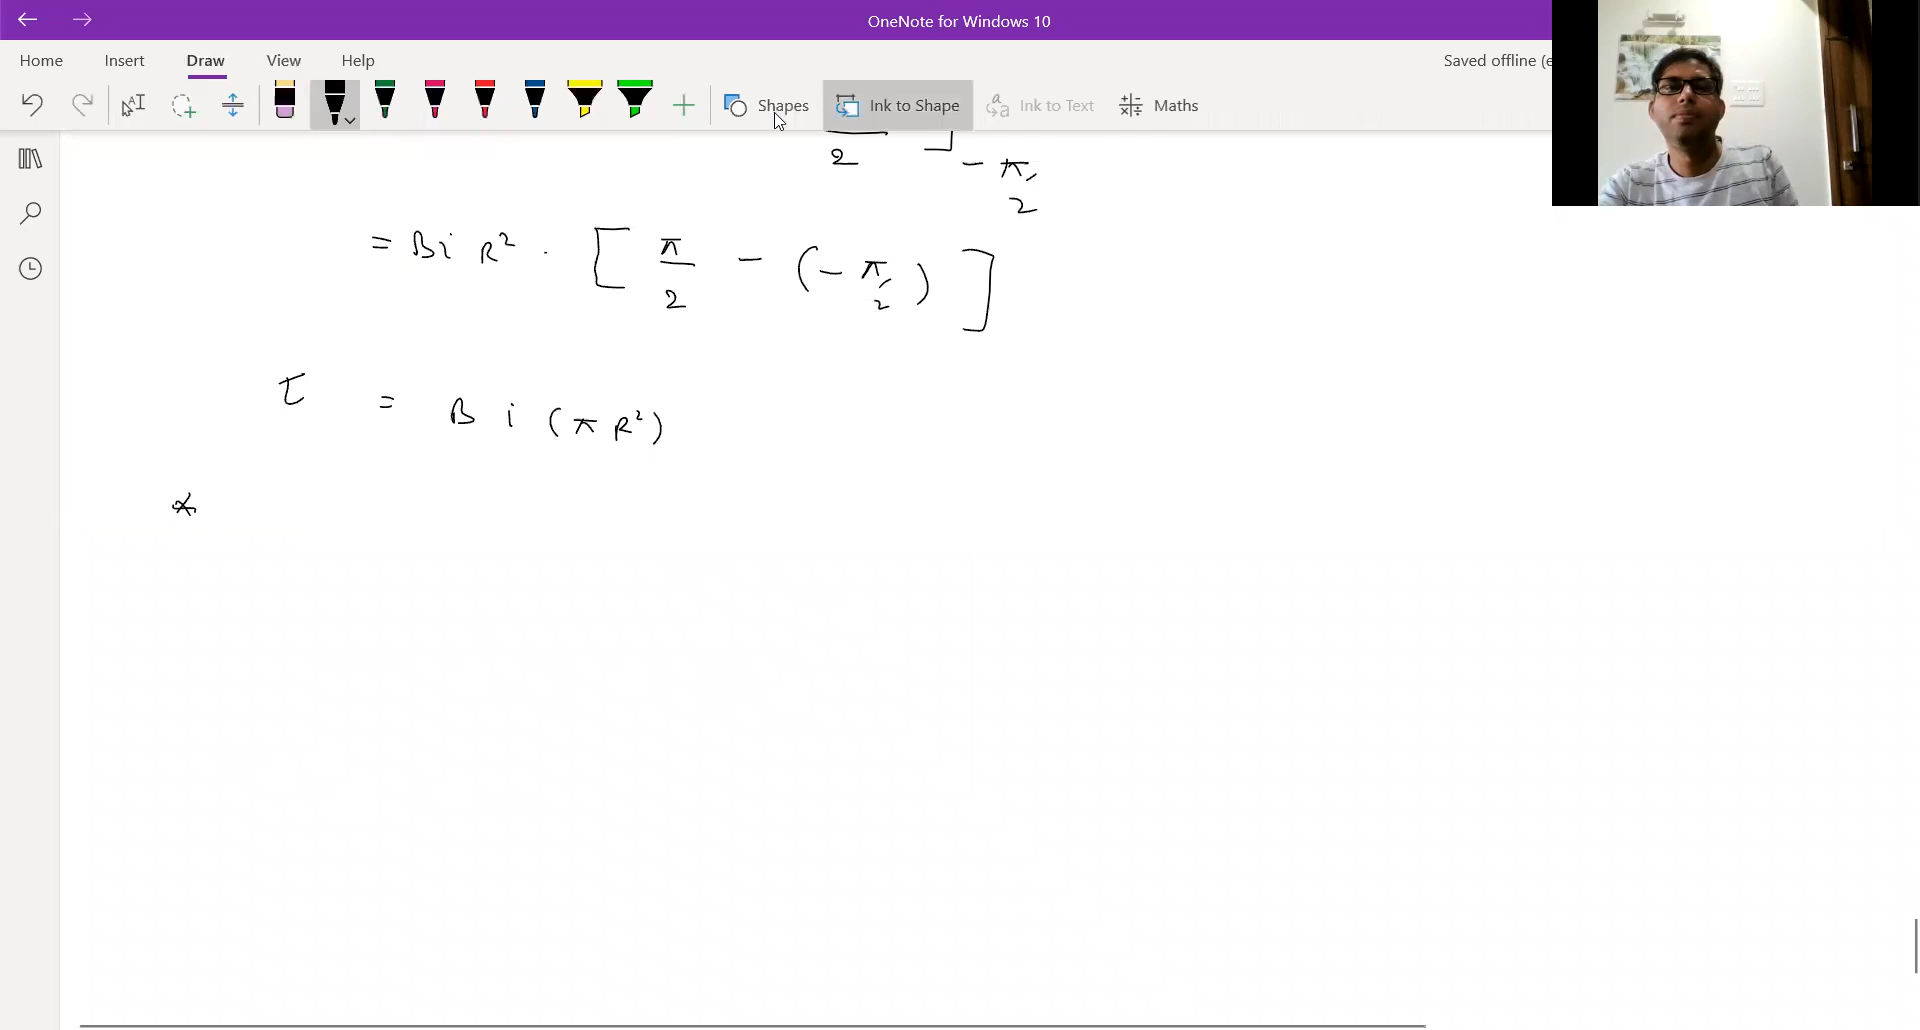 OneNote for Windows 10
Home Insert Draw View Help Saved offline (e
Shapes Ink to Shape Ink to Text Maths
2 ] - π/2
= B i R² · [ π/2 - (- π/2) ]
τ = B i (π R²)
*